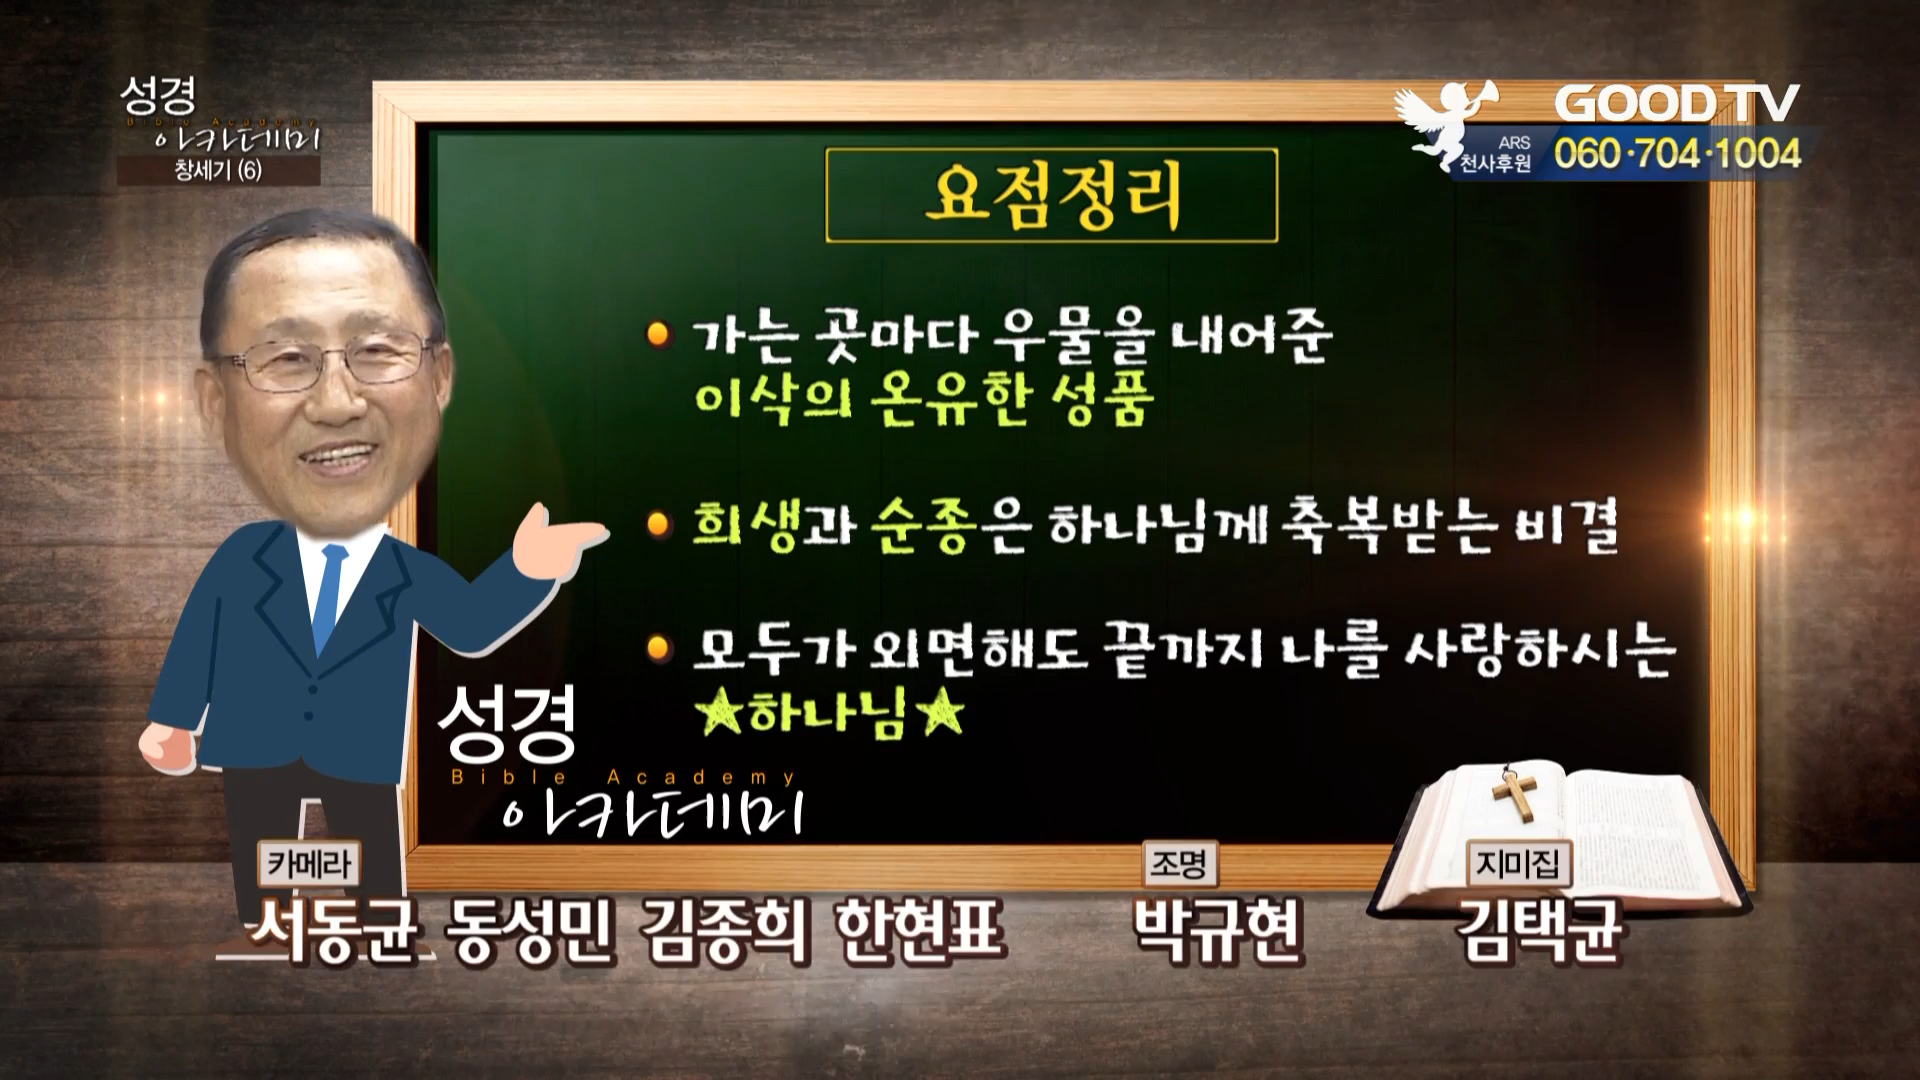 성경
Bible Academy
아카데미
창세기 (6)
GOOD TV
ARS
천사후원
060·704·1004
요점정리
가는 곳마다 우물을 내어준
이삭의 온유한 성품
희생과 순종은 하나님께 축복받는 비결
모두가 외면해도 끝까지 나를 사랑하시는
★하나님★
성경
Bible Academy
아카데미
카메라
서동균 동성민 김종희 한현표
조명
박규현
지미집
김택균